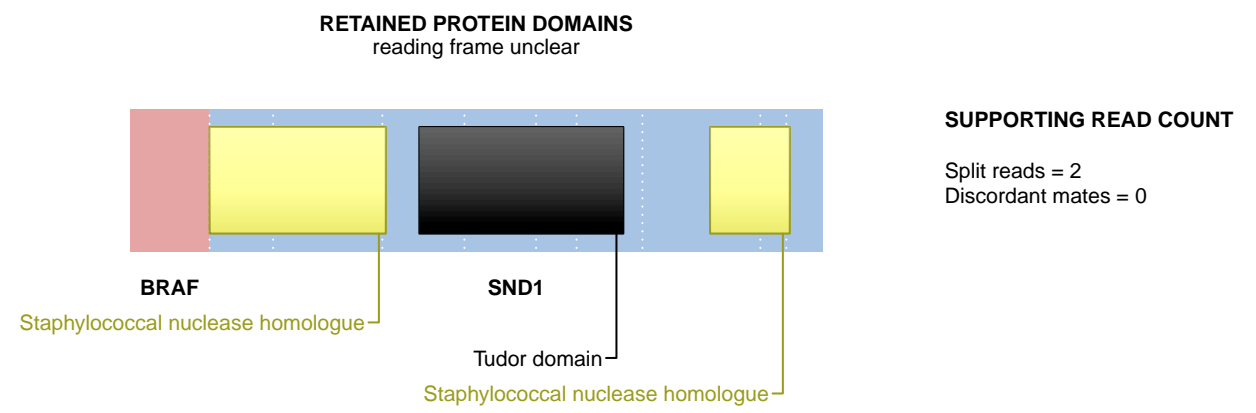 RETAINED PROTEIN DOMAINS
reading frame unclear
SUPPORTING READ COUNT
Split reads = 2
Discordant mates = 0
BRAF
SND1
Staphylococcal nuclease homologue
Tudor domain
Staphylococcal nuclease homologue